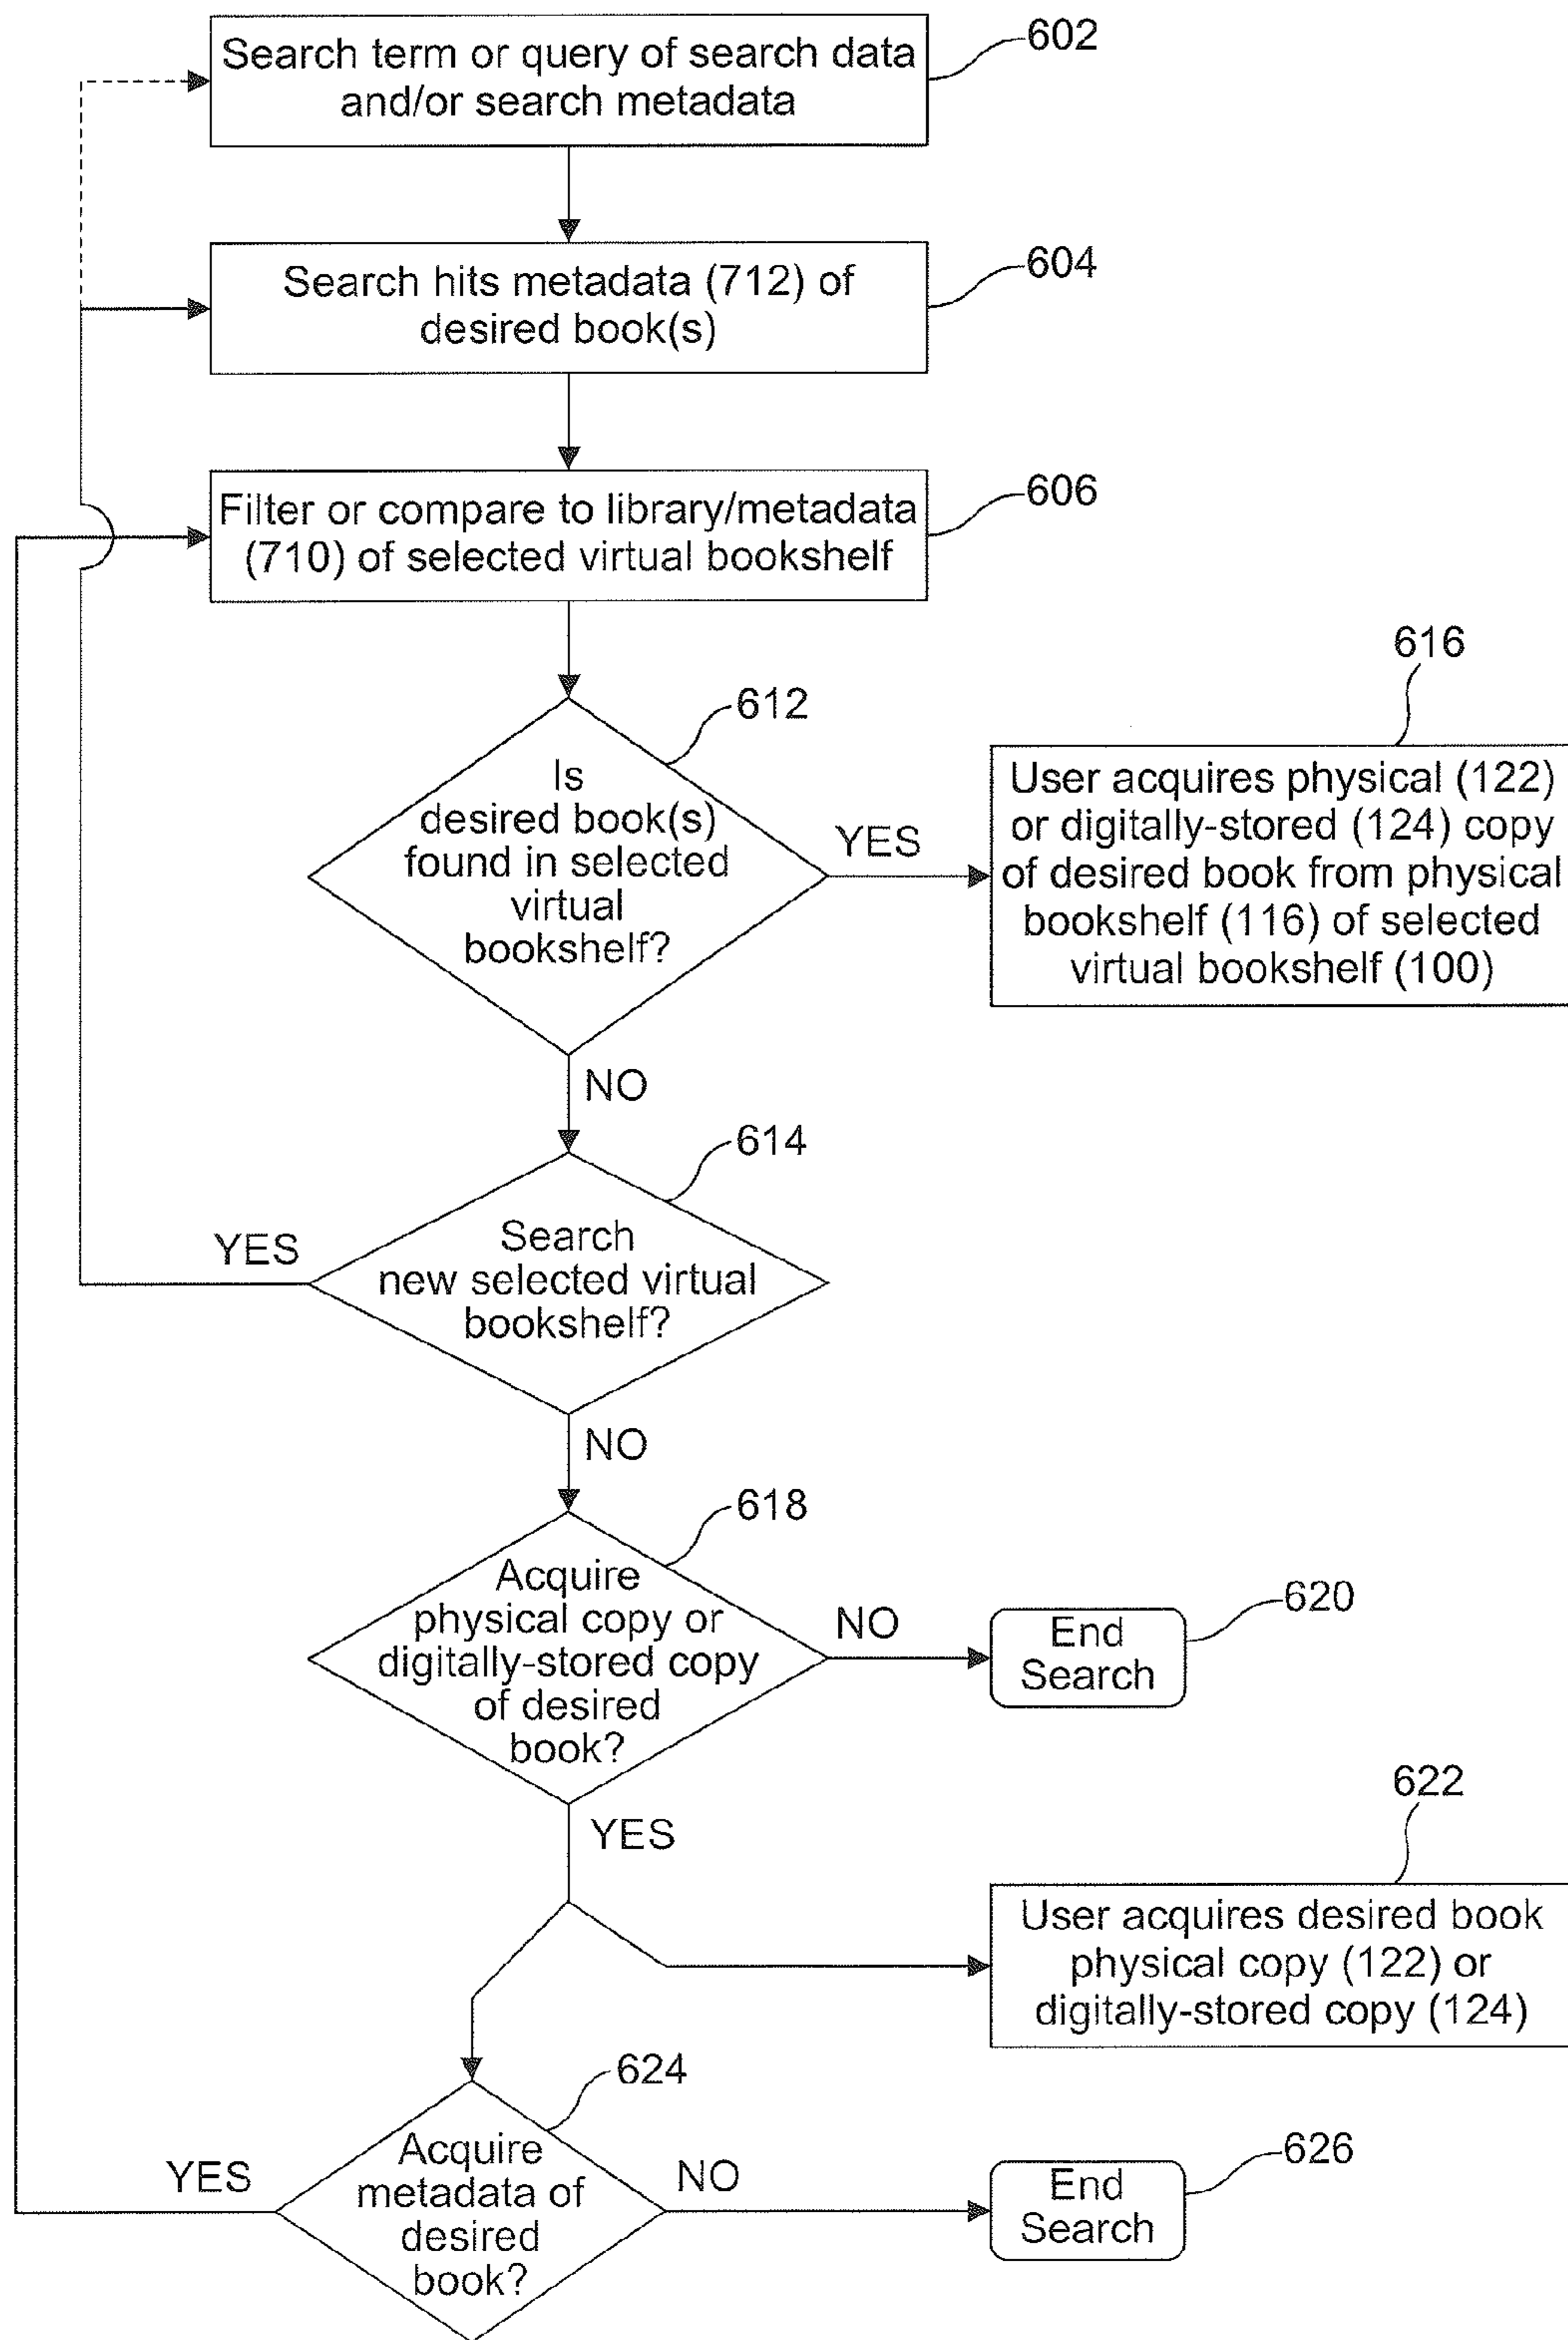 602
Search term or query of search data
and/or search metadata
604
Search hits metadata (712) of
desired book(s)
606
Filter or compare to library/metadata
(710) of selected virtual bookshelf
612
Is
desired book(s)
found in selected
virtual
bookshelf?
YES
616
User acquires physical (122)
or digitally-stored (124) copy
of desired book from physical
bookshelf (116) of selected
virtual bookshelf (100)
NO
614
Search
new selected virtual
bookshelf?
YES
NO
618
Acquire
physical copy or
digitally-stored copy
of desired
book?
NO
620
End
Search
YES
622
User acquires desired book
physical copy (122) or
digitally-stored copy (124)
624
Acquire
metadata of
desired
book?
YES
NO
626
End
Search